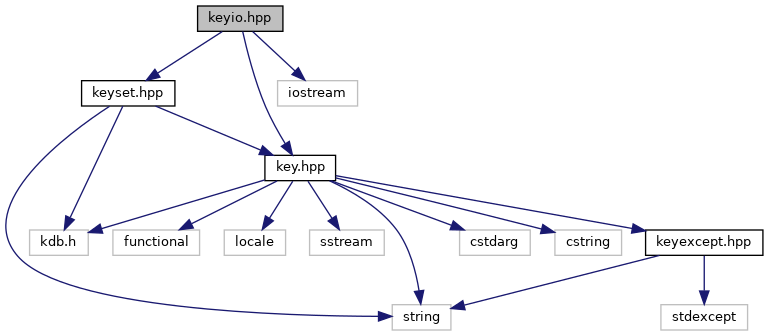 keyio.hpp
keyset.hpp
iostream
key.hpp
kdb.h
functional
locale
sstream
cstdarg
cstring
keyexcept.hpp
string
stdexcept